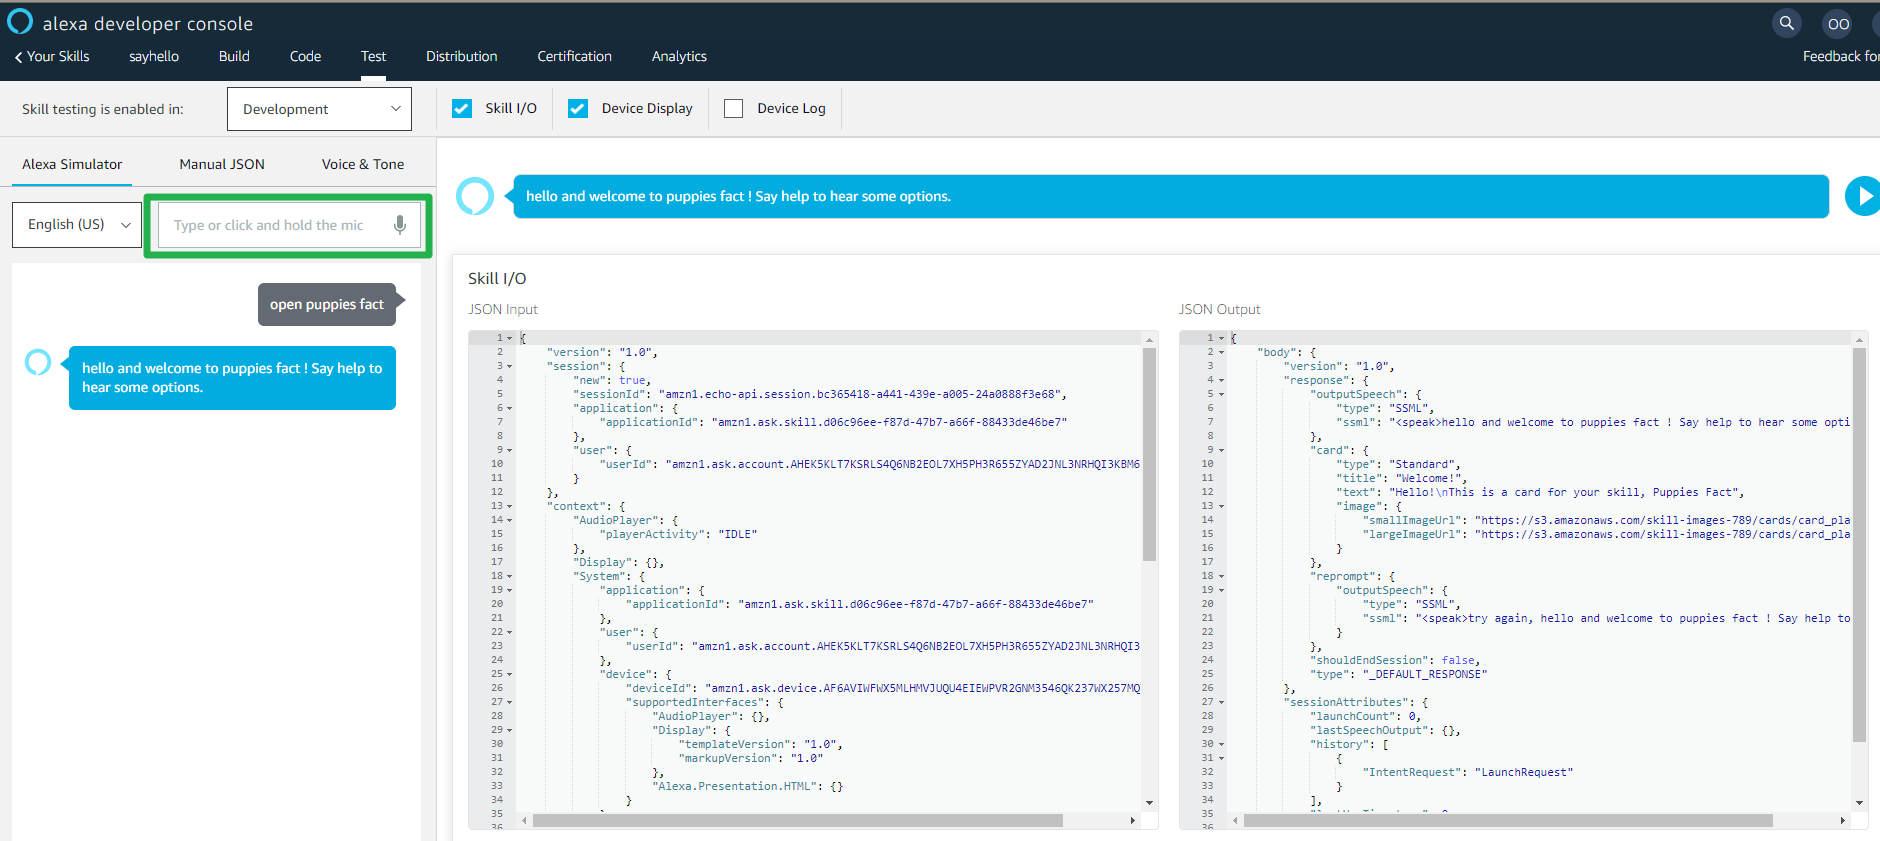 alexa developer console
OO
Your Skills
sayhello
Build
Code
Test
Distribution
Certification
Analytics
Feedback for
Skill testing is enabled in:
Development
Skill I/O
Device Display
Device Log
Alexa Simulator
Manual JSON
Voice & Tone
English (US)
Type or click and hold the mic
open puppies fact
hello and welcome to puppies fact ! Say help to
hear some options.
hello and welcome to puppies fact ! Say help to hear some options.
Skill I/O
JSON Input
1 {
2 "version": "1.0",
3 "session": {
4 "new": true,
5 "sessionId": "amzn1.echo-api.session.bc365418-a441-439e-a005-24a0888f3e68",
6 "application": {
7 "applicationId": "amzn1.ask.skill.d06c96ee-f87d-47b7-a66f-88433de46be7"
8 },
9 "user": {
10 "userId": "amzn1.ask.account.AHEK5KLT7KSRLS4Q6NB2EOL7XH5PH3R655ZYAD2JNL3NRHQI3KBM6
11 }
12 },
13 "context": {
14 "AudioPlayer": {
15 "playerActivity": "IDLE"
16 },
17 "Display": {},
18 "System": {
19 "application": {
20 "applicationId": "amzn1.ask.skill.d06c96ee-f87d-47b7-a66f-88433de46be7"
21 },
22 "user": {
23 "userId": "amzn1.ask.account.AHEK5KLT7KSRLS4Q6NB2EOL7XH5PH3R655ZYAD2JNL3NRHQI3
24 },
25 "device": {
26 "deviceId": "amzn1.ask.device.AF6AVIWFWX5MLHMVJUQU4EIEWPVR2GNM3546QK237WX257MQ
27 "supportedInterfaces": {
28 "AudioPlayer": {},
29 "Display": {
30 "templateVersion": "1.0",
31 "markupVersion": "1.0"
32 },
33 "Alexa.Presentation.HTML": {}
34 }
35
36
JSON Output
1 {
2 "body": {
3 "version": "1.0",
4 "response": {
5 "outputSpeech": {
6 "type": "SSML",
7 "ssml": "<speak>hello and welcome to puppies fact ! Say help to hear some opti
8 },
9 "card": {
10 "type": "Standard",
11 "title": "Welcome!",
12 "text": "Hello!\nThis is a card for your skill, Puppies Fact",
13 "image": {
14 "smallImageUrl": "https://s3.amazonaws.com/skill-images-789/cards/card_pla
15 "largeImageUrl": "https://s3.amazonaws.com/skill-images-789/cards/card_pla
16 }
17 },
18 "reprompt": {
19 "outputSpeech": {
20 "type": "SSML",
21 "ssml": "<speak>try again, hello and welcome to puppies fact ! Say help to
22 }
23 },
24 "shouldEndSession": false,
25 "type": "_DEFAULT_RESPONSE"
26 },
27 "sessionAttributes": {
28 "launchCount": 0,
29 "lastSpeechOutput": {},
30 "history": [
31 {
32 "IntentRequest": "LaunchRequest"
33 }
34 ],
35
36